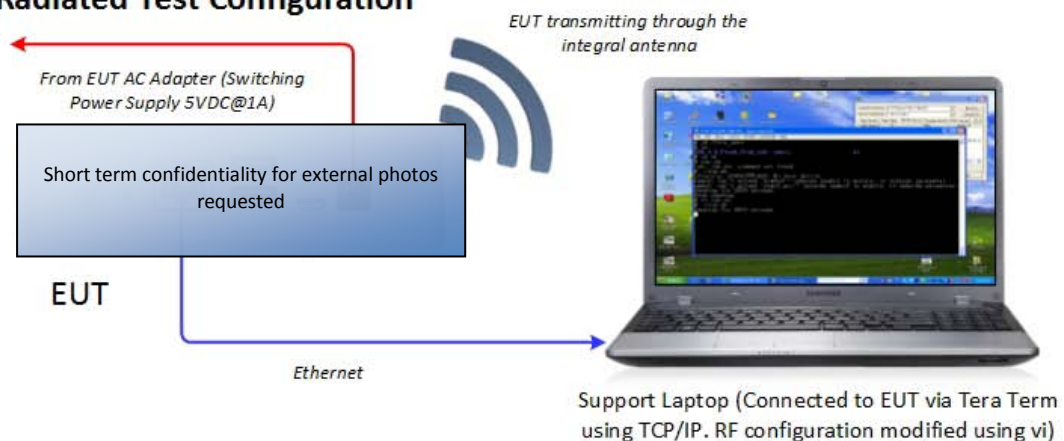 Radiated Test Configuration
EUT transmitting through the
integral antenna
From EUT AC Adapter (Switching
Power Supply 5VDC@1A)
Short term confidentiality for external photos
requested
EUT
Ethernet
Support Laptop (Connected to EUT via Tera Term
using TCP/IP. RF configuration modified using vi)